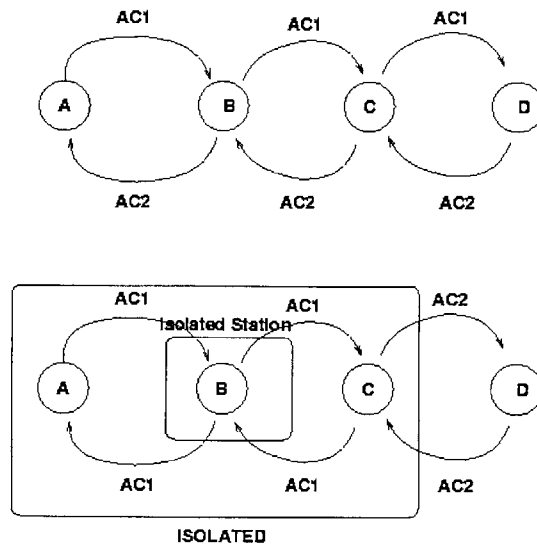 AC1 AC1 AC1
A B C D
AC2 AC2 AC2
AC1 AC1 AC2
Isolated Station
A B C D
AC1 AC1 AC2
ISOLATED